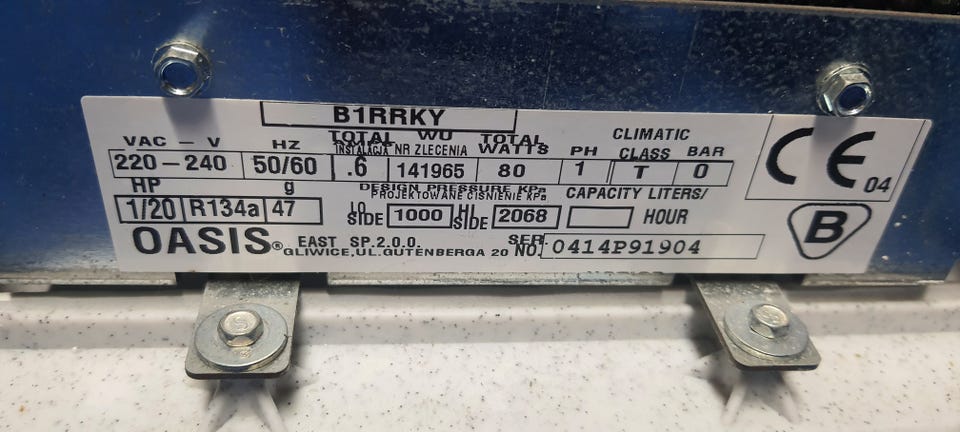 B1RRKY
VAC – V HZ TOTAL WU TOTAL CLIMATIC
INSTALACJA NR ZLECENIA WATTS PH CLASS BAR
220–240 50/60 .6 141965 80 1 T 0
HP g DESIGN PRESSURE KPa
PROJEKTOWANE CIŚNIENIE KPa CAPACITY LITERS/
1/20 R134a 47 LO SIDE 1000 HI SIDE 2068 HOUR
CE 04
B
OASIS® EAST SP.Z.O.O. SER.
GLIWICE,UL.GUTENBERGA 20 NO. 0414P91904